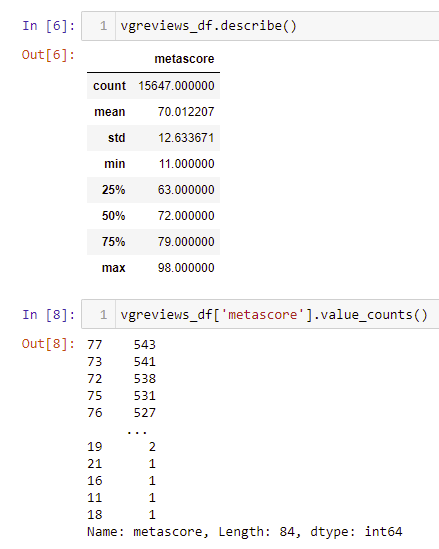 In [6]: 1 vgreviews_df.describe()
Out[6]:
metascore
count 15647.000000
mean 70.012207
std 12.633671
min 11.000000
25% 63.000000
50% 72.000000
75% 79.000000
max 98.000000
In [8]: 1 vgreviews_df['metascore'].value_counts()
Out[8]: 77 543
73 541
72 538
75 531
76 527
...
19 2
21 1
16 1
11 1
18 1
Name: metascore, Length: 84, dtype: int64